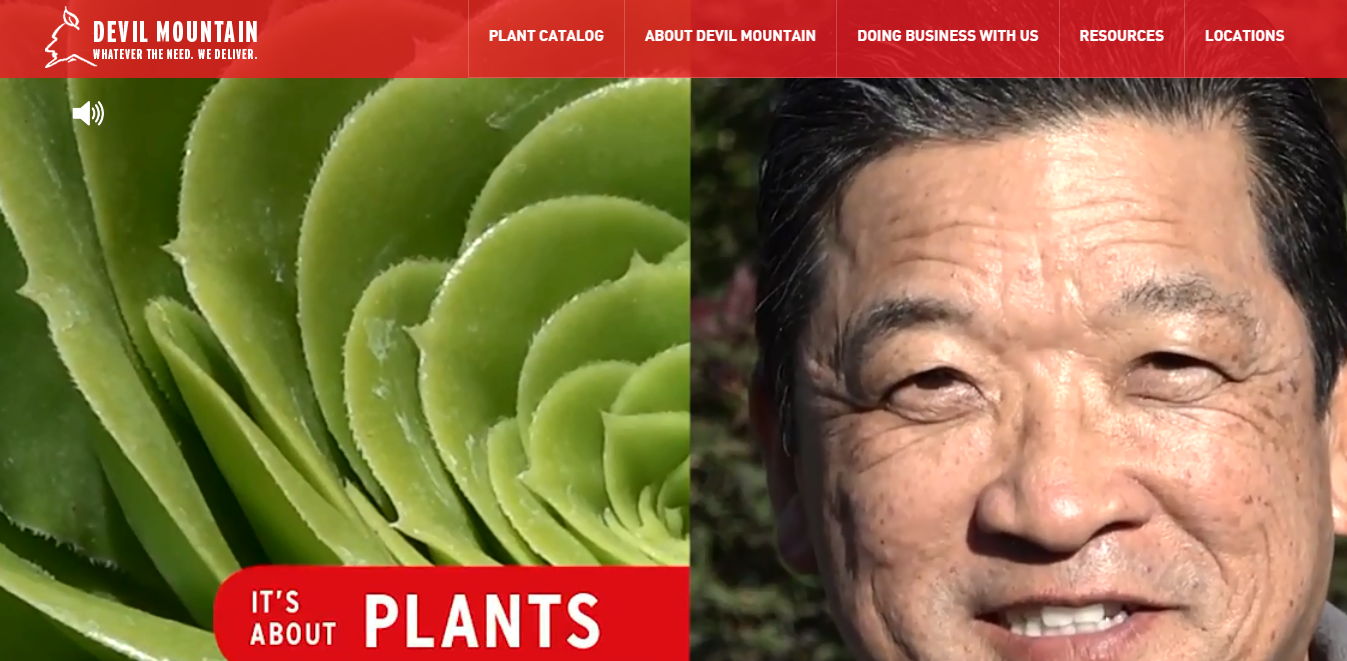 DEVIL MOUNTAIN
WHATEVER THE NEED. WE DELIVER.
PLANT CATALOG
ABOUT DEVIL MOUNTAIN
DOING BUSINESS WITH US
RESOURCES
LOCATIONS
IT'S
ABOUT
PLANTS